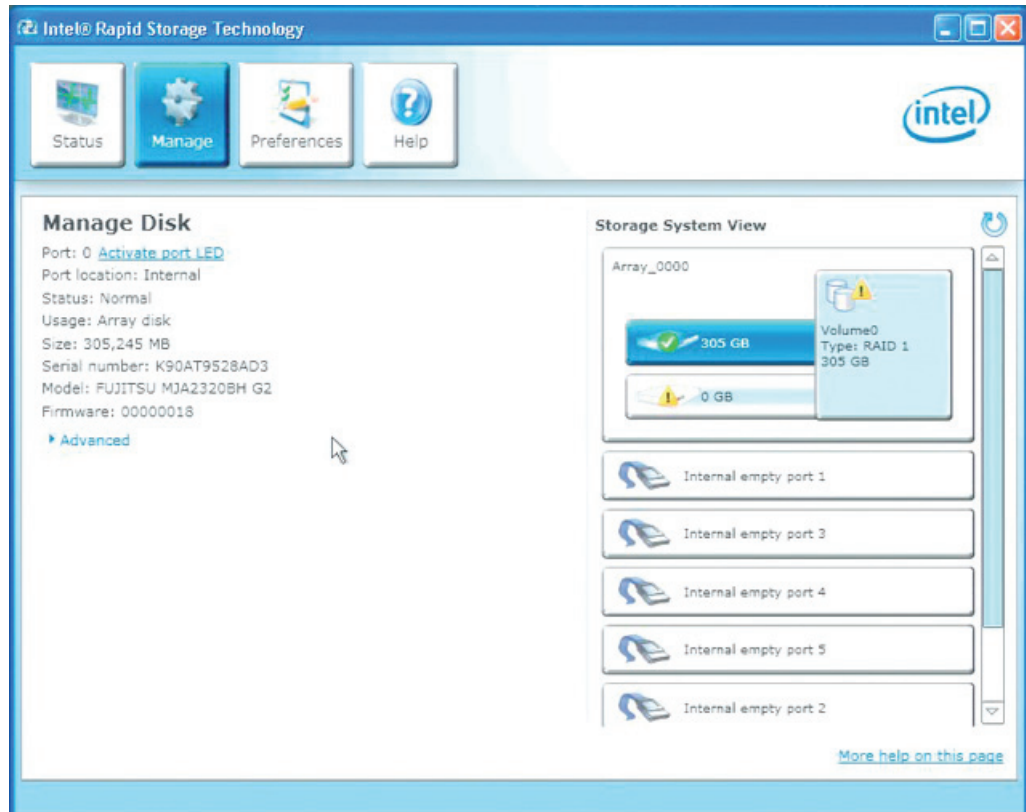 Intel® Rapid Storage Technology
Status
Manage
Preferences
Help
intel
Manage Disk
Port: 0 Activate port LED
Port location: Internal
Status: Normal
Usage: Array disk
Size: 305,245 MB
Serial number: K90AT9528AD3
Model: FUJITSU MJA2320BH G2
Firmware: 00000018
Advanced
Storage System View
Array_0000
305 GB
0 GB
Volume0
Type: RAID 1
305 GB
Internal empty port 1
Internal empty port 3
Internal empty port 4
Internal empty port 5
Internal empty port 2
More help on this page